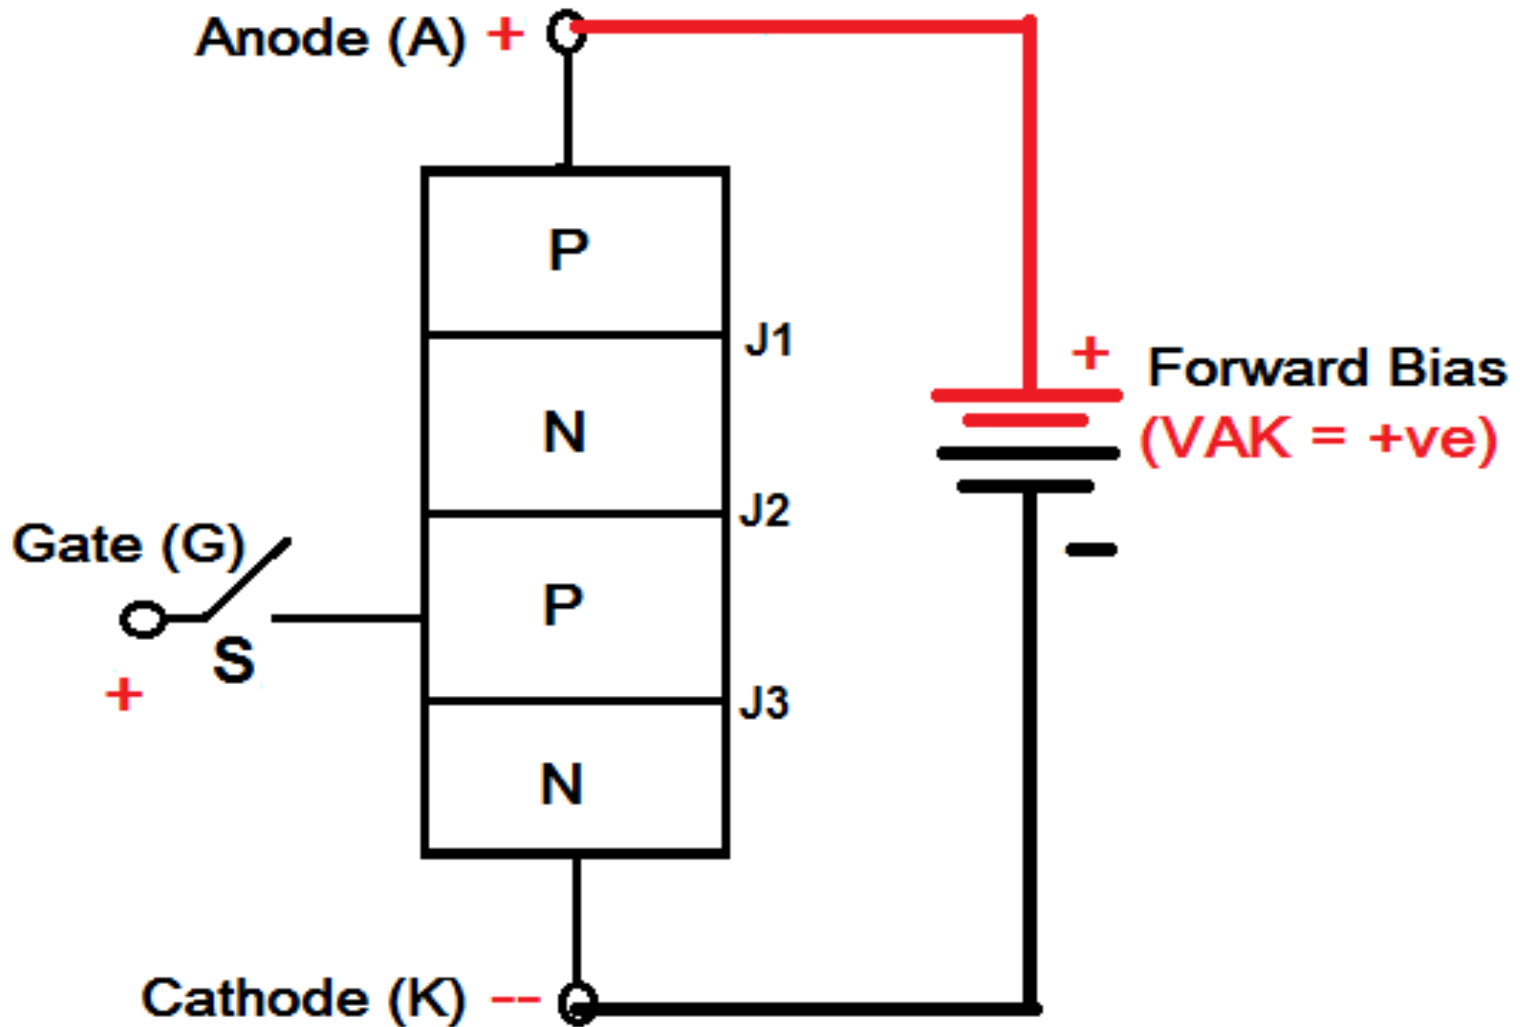 Anode (A) +
P
J1
+
Forward Bias
(VAK = +ve)
N
J2
Gate (G)
P
S
+
J3
N
Cathode (K) --